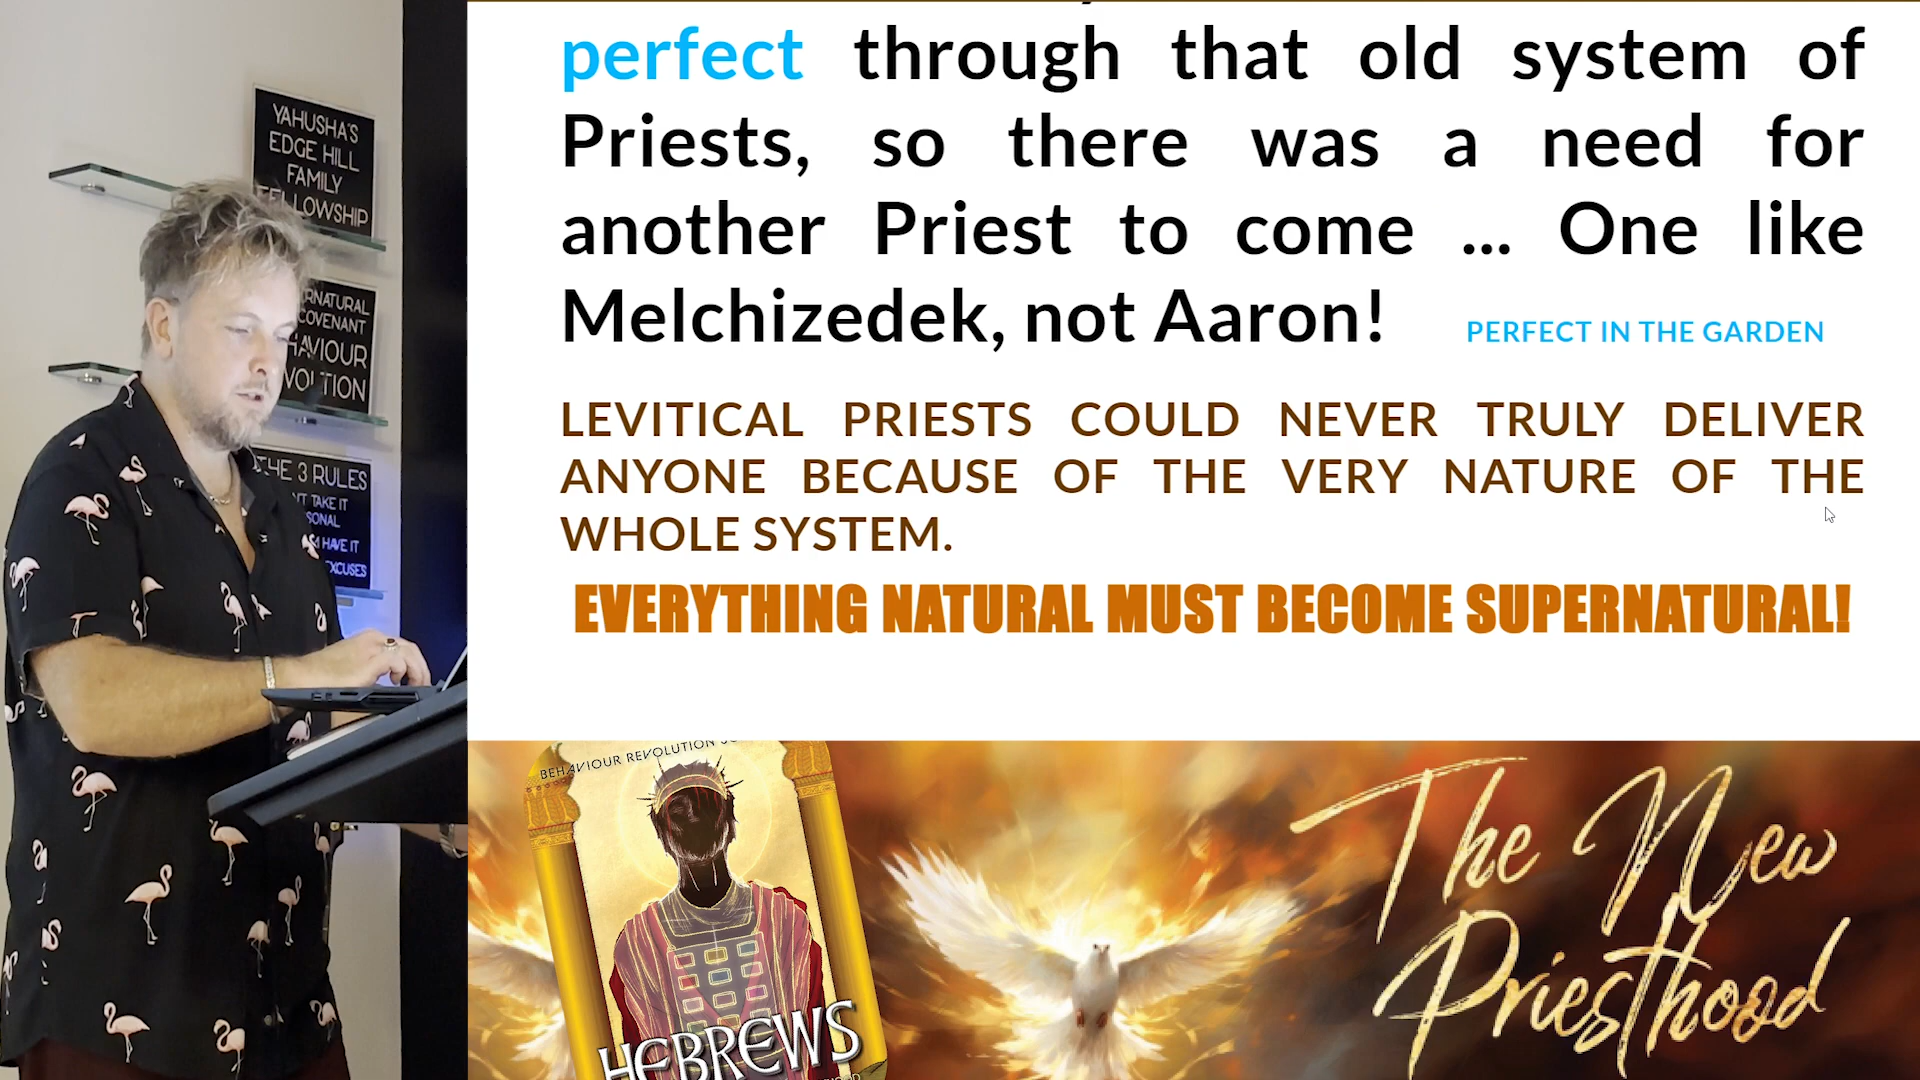 YAHUSHA'S
EDGE HILL
FAMILY
FELLOWSHIP
COVENANT
THE 3 RULES
TAKE IT
HAVE IT
perfect through that old system of
Priests, so there was a need for
another Priest to come ... One like
Melchizedek, not Aaron!
PERFECT IN THE GARDEN
LEVITICAL PRIESTS COULD NEVER TRULY DELIVER
ANYONE BECAUSE OF THE VERY NATURE OF THE
WHOLE SYSTEM.
EVERYTHING NATURAL MUST BECOME SUPERNATURAL!
BEHAVIOUR REVOLUTION
HEBREWS
The New
Priesthood